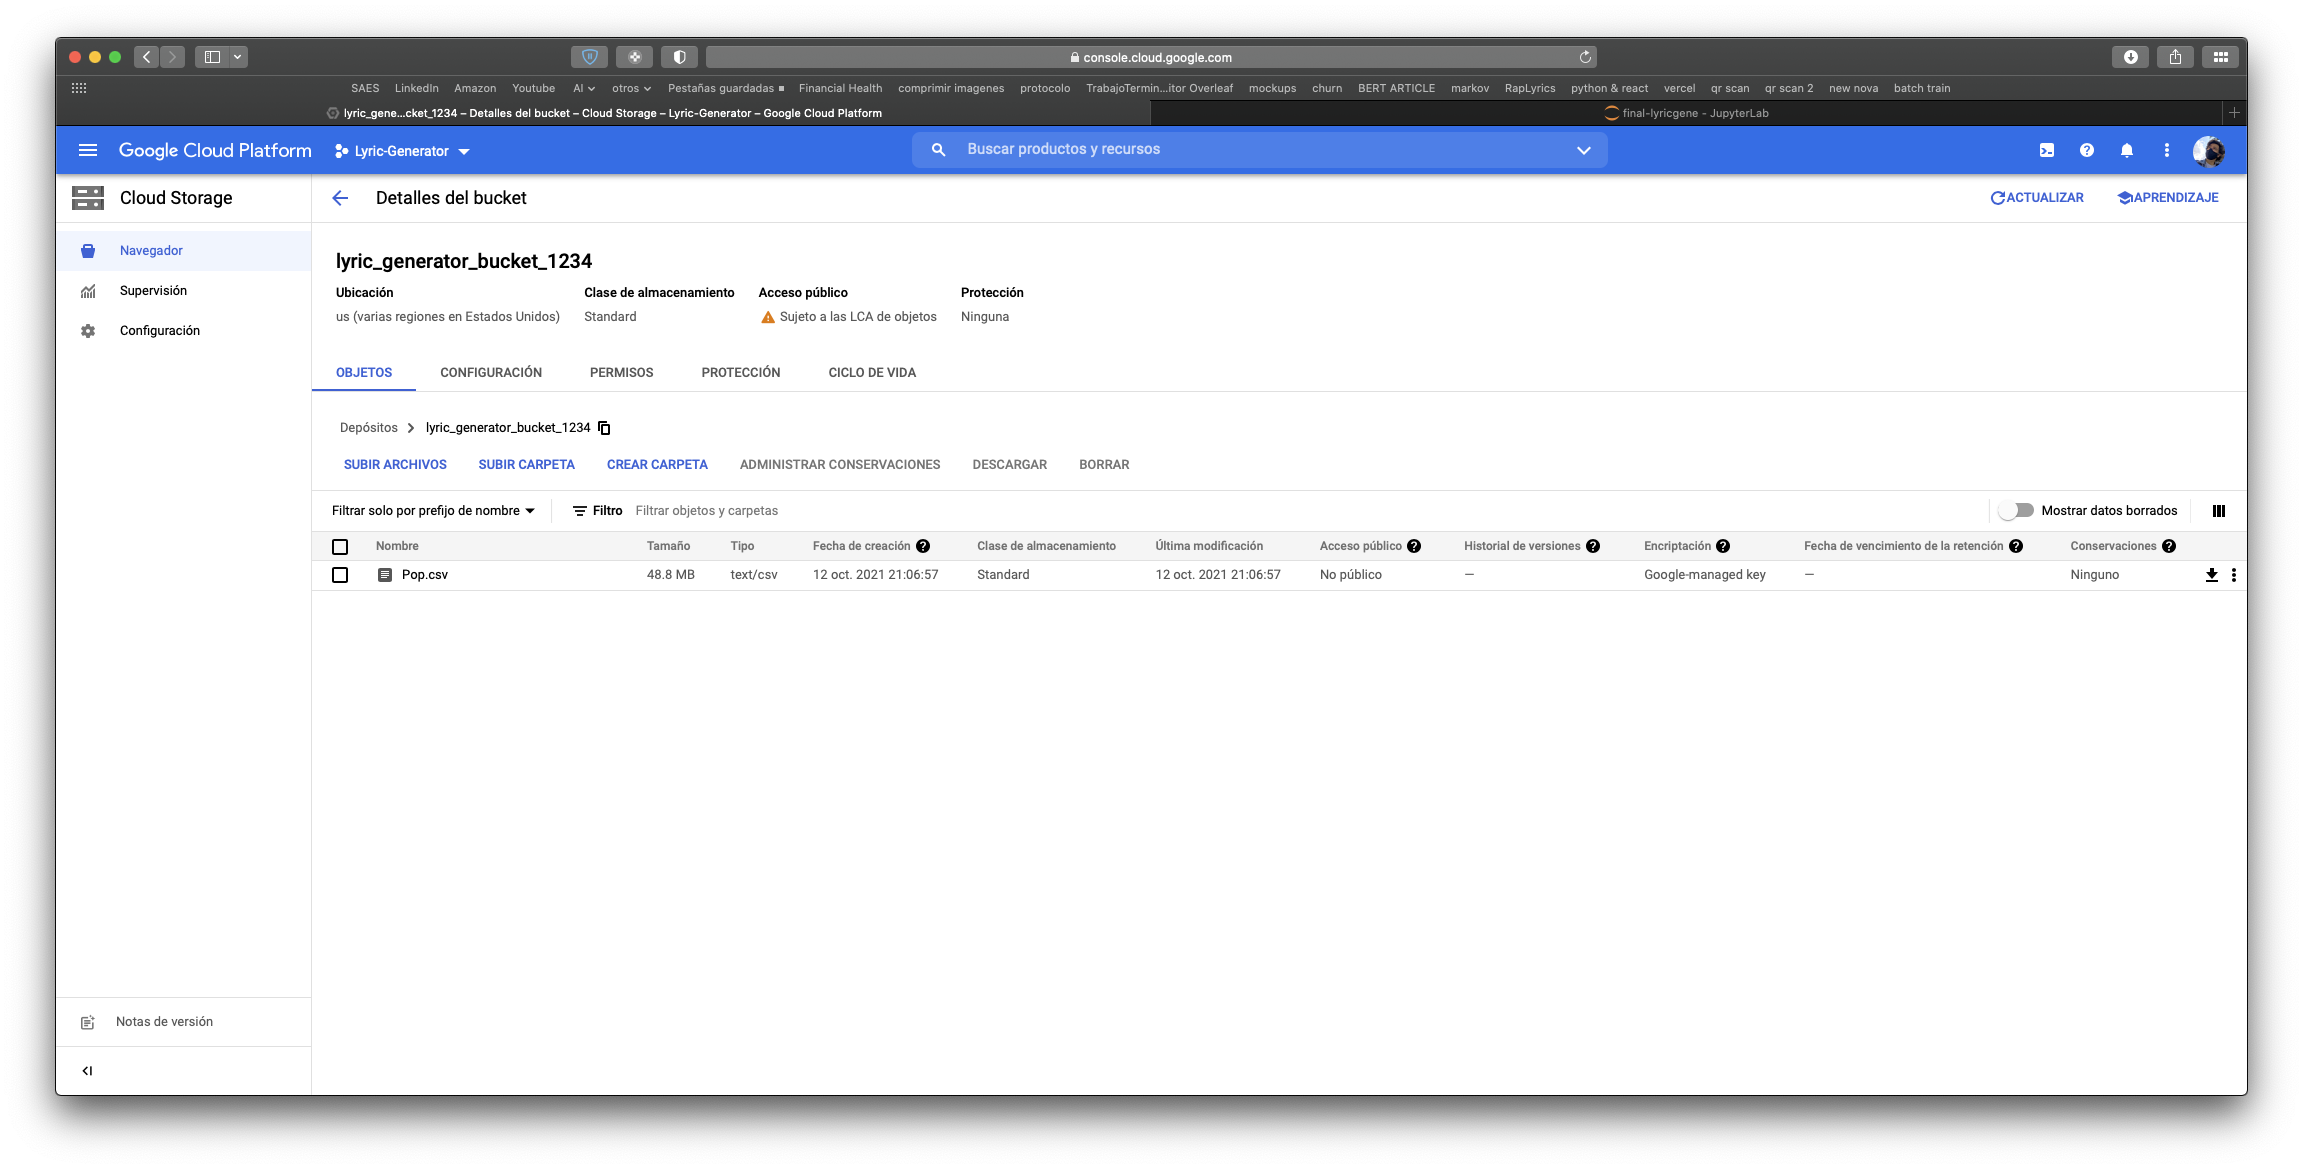 console.cloud.google.com
SAES LinkedIn Amazon Youtube AI otros Pestañas guardadas Financial Health comprimir imagenes protocolo TrabajoTermin...itor Overleaf mockups churn BERT ARTICLE markov RapLyrics python & react vercel qr scan qr scan 2 new nova batch train
lyric_gene...cket_1234 – Detalles del bucket – Cloud Storage – Lyric-Generator – Google Cloud Platform
final-lyricgene - JupyterLab
Google Cloud Platform Lyric-Generator Buscar productos y recursos
Cloud Storage
Detalles del bucket ACTUALIZAR APRENDIZAJE
Navegador
Supervisión
Configuración
lyric_generator_bucket_1234
Ubicación Clase de almacenamiento Acceso público Protección
us (varias regiones en Estados Unidos) Standard Sujeto a las LCA de objetos Ninguna
OBJETOS CONFIGURACIÓN PERMISOS PROTECCIÓN CICLO DE VIDA
Depósitos > lyric_generator_bucket_1234
SUBIR ARCHIVOS SUBIR CARPETA CREAR CARPETA ADMINISTRAR CONSERVACIONES DESCARGAR BORRAR
Filtrar solo por prefijo de nombre Filtro Filtrar objetos y carpetas Mostrar datos borrados
Nombre Tamaño Tipo Fecha de creación Clase de almacenamiento Última modificación Acceso público Historial de versiones Encriptación Fecha de vencimiento de la retención Conservaciones
Pop.csv 48.8 MB text/csv 12 oct. 2021 21:06:57 Standard 12 oct. 2021 21:06:57 No público — Google-managed key — Ninguno
Notas de versión